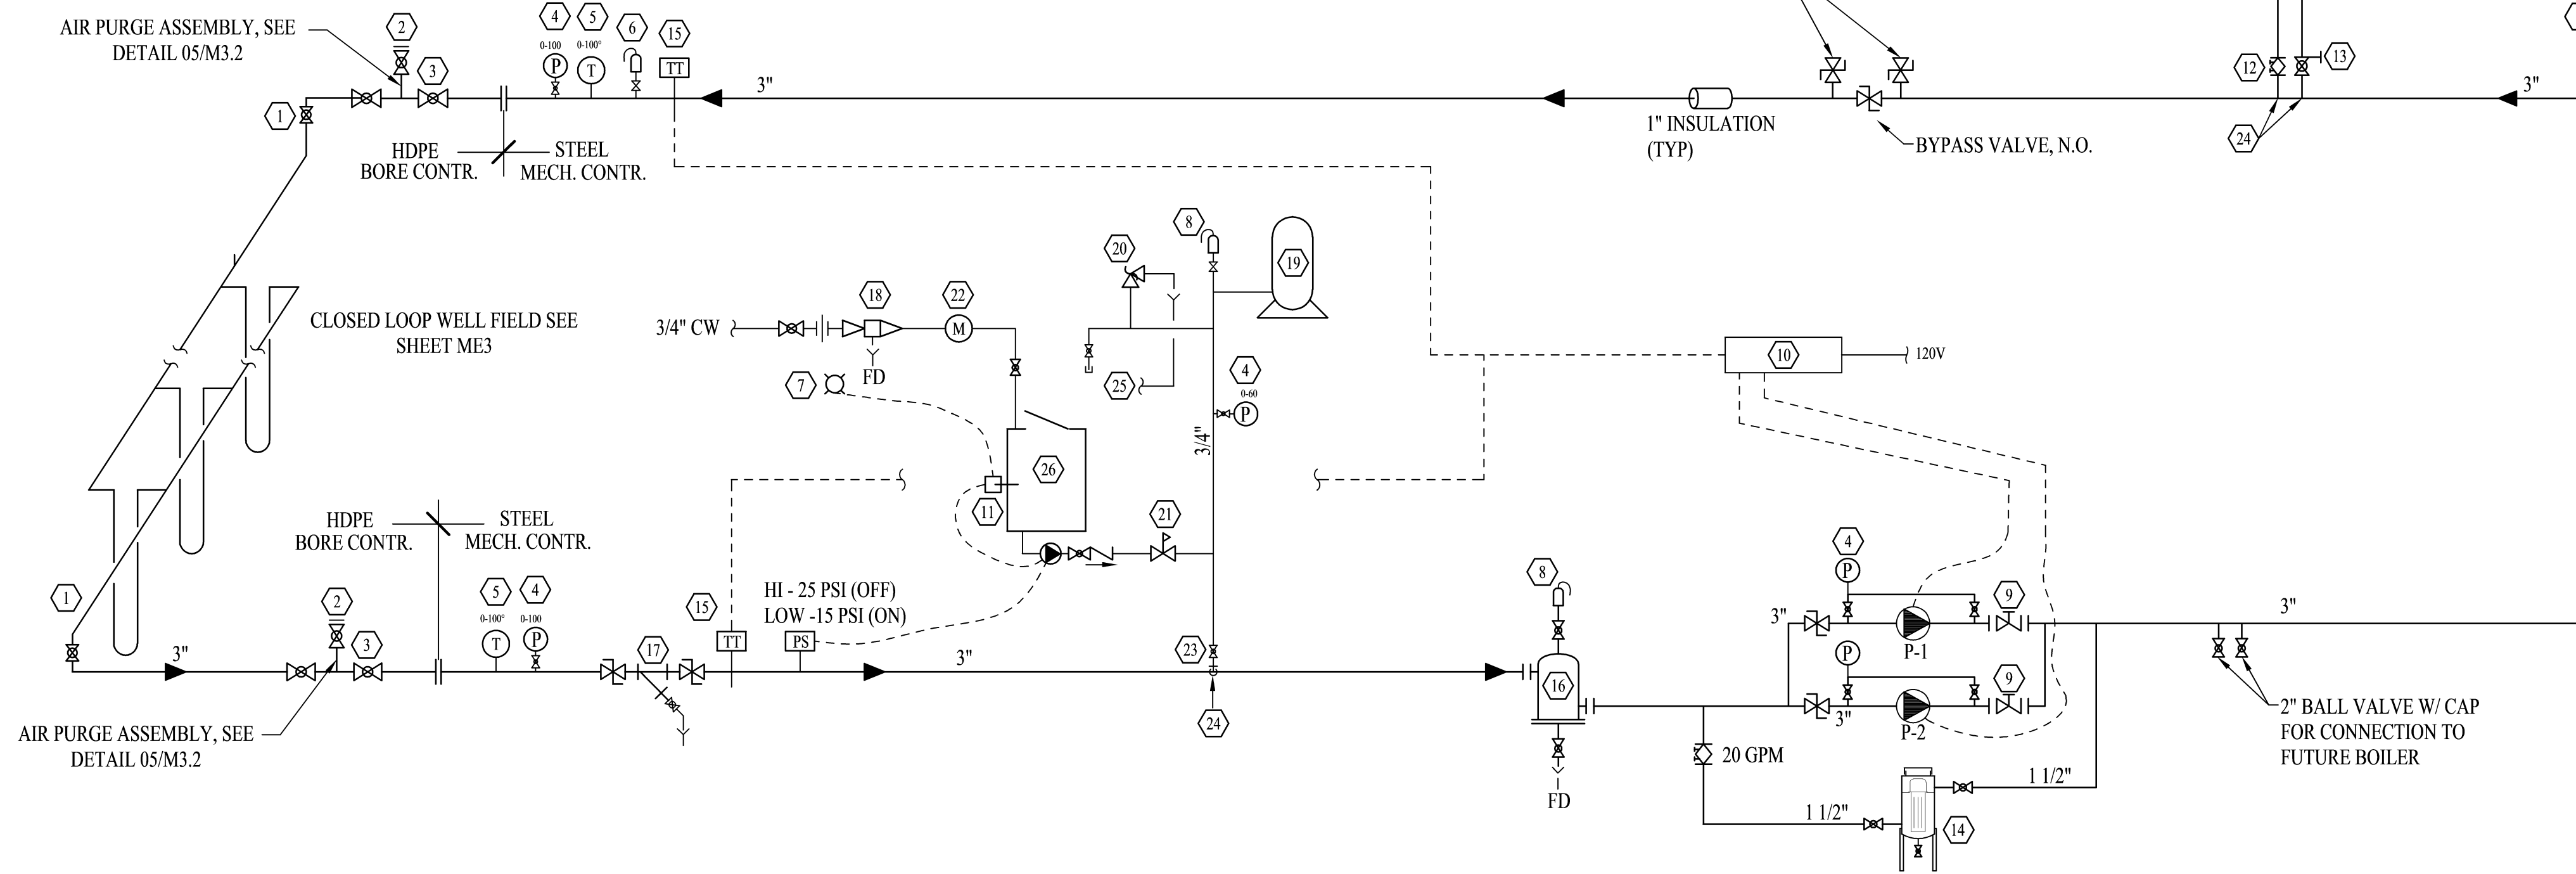 AIR PURGE ASSEMBLY, SEE
DETAIL 05/M3.2
2
3
1
4
0-100
P
5
0-100°
T
6
15
TT
3"
HDPE
BORE CONTR.
STEEL
MECH. CONTR.
1" INSULATION
(TYP)
BYPASS VALVE, N.O.
12
13
24
3"
CLOSED LOOP WELL FIELD SEE
SHEET ME3
3/4" CW
18
FD
22
M
7
20
8
19
25
4
0-60
P
3/4"
10
120V
26
11
21
HDPE
BORE CONTR.
STEEL
MECH. CONTR.
1
3"
2
3
AIR PURGE ASSEMBLY, SEE
DETAIL 05/M3.2
5
0-100°
T
4
0-100
P
17
15
TT
HI - 25 PSI (OFF)
LOW -15 PSI (ON)
PS
3"
23
24
8
16
FD
4
P
3"
P-1
9
P
3"
P-2
9
3"
20 GPM
1 1/2"
1 1/2"
14
2" BALL VALVE W/ CAP
FOR CONNECTION TO
FUTURE BOILER